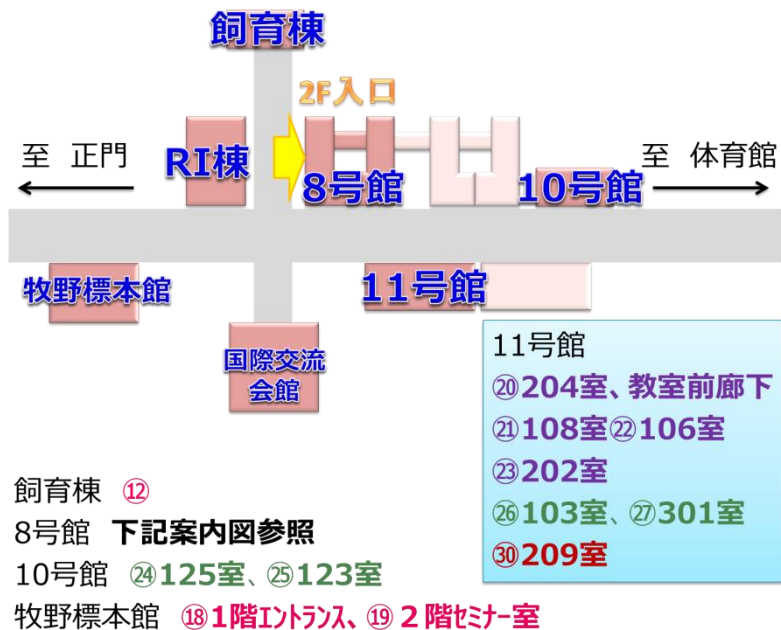 飼育棟
2F入口
至 正門
RI棟
8号館
10号館
至 体育館
牧野標本館
11号館
国際交流
会館
11号館
⑳204室、教室前廊下
㉑108室㉒106室
㉓202室
㉖103室、㉗301室
㉚209室
飼育棟 ⑫
8号館 下記案内図参照
10号館 ㉔125室、㉕123室
牧野標本館 ⑱1階エントランス、⑲２階セミナー室